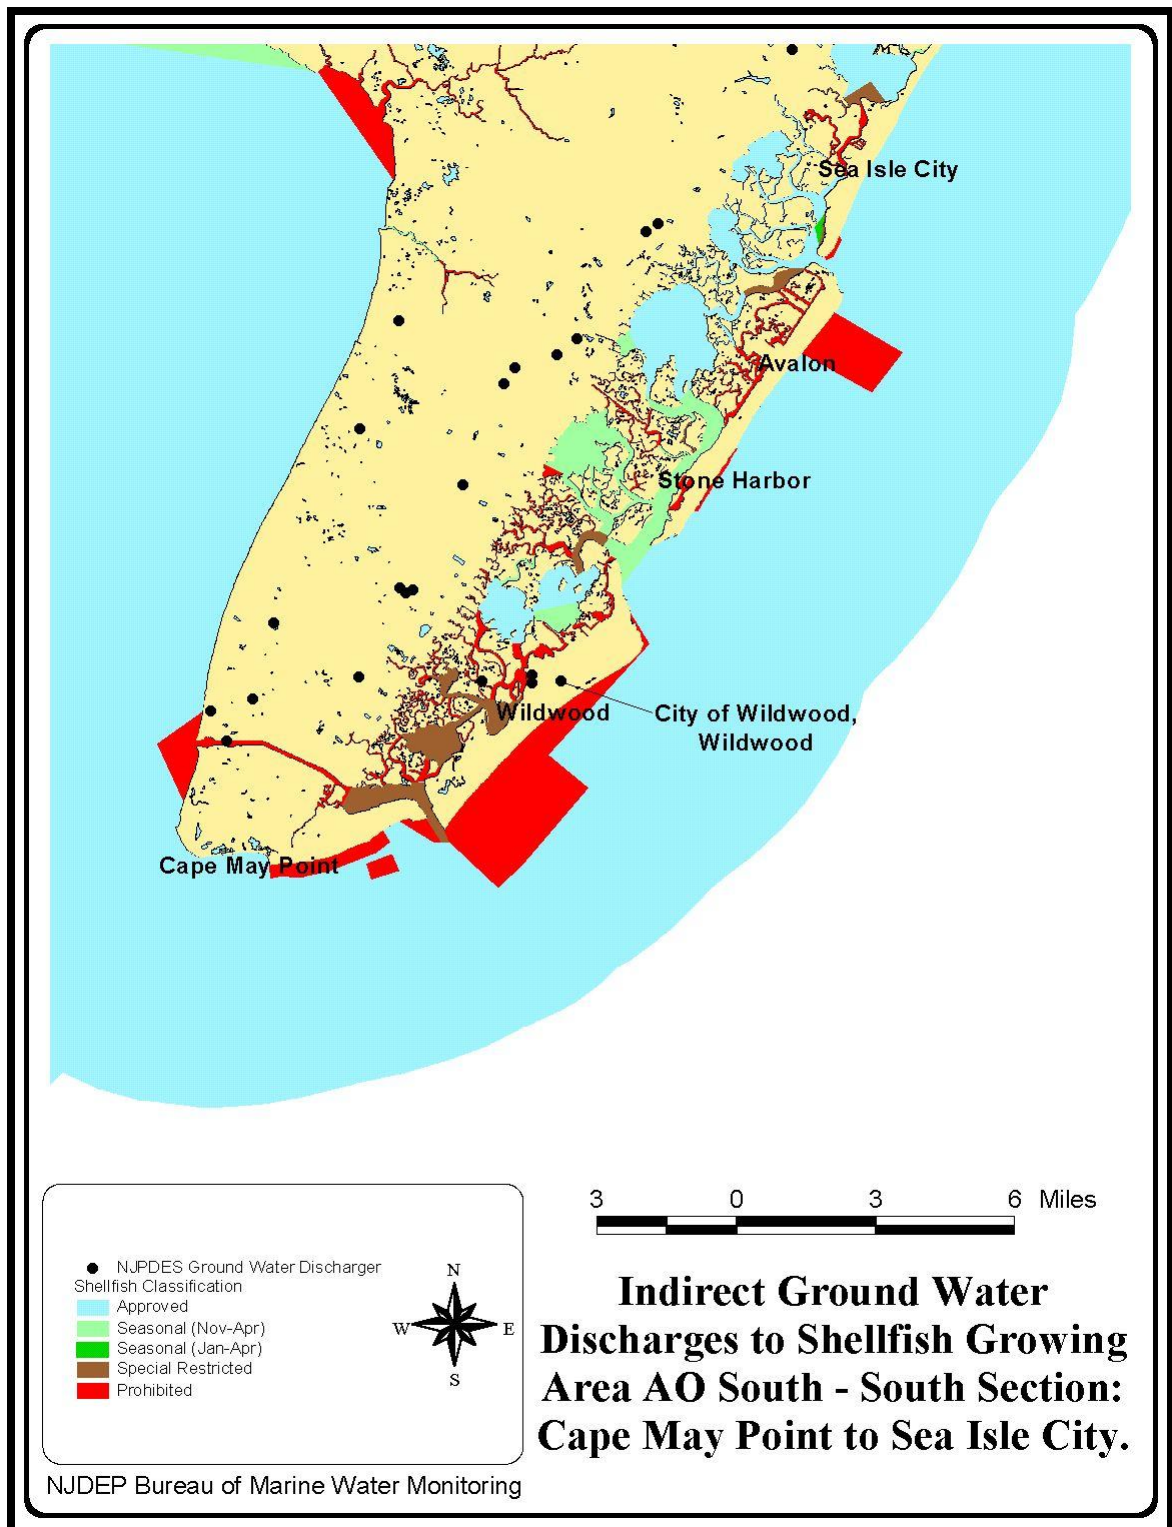 Sea Isle City
Avalon
Stone Harbor
Wildwood
City of Wildwood,
Wildwood
Cape May Point
3 0 3 6 Miles
NJPDES Ground Water Discharger
Shellfish Classification
Approved
Seasonal (Nov-Apr)
Seasonal (Jan-Apr)
Special Restricted
Prohibited
N
W E
S
Indirect Ground Water
Discharges to Shellfish Growing
Area AO South - South Section:
Cape May Point to Sea Isle City.
NJDEP Bureau of Marine Water Monitoring